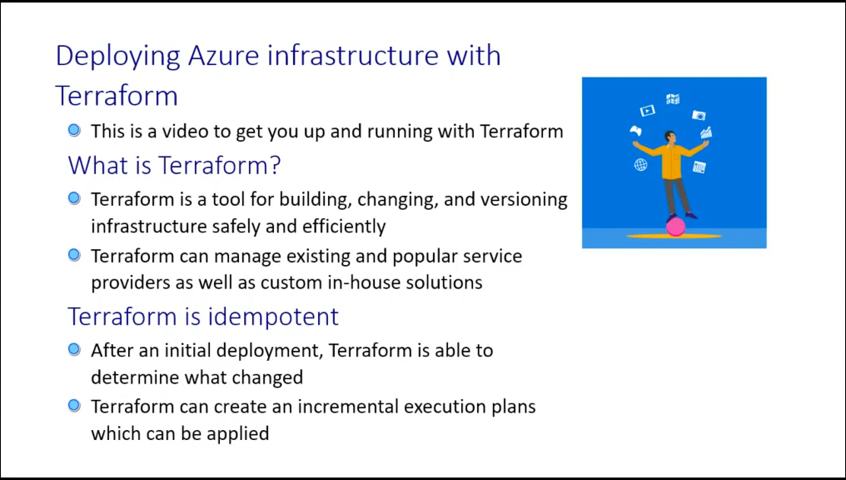 Deploying Azure infrastructure with
Terraform
This is a video to get you up and running with Terraform
What is Terraform?
Terraform is a tool for building, changing, and versioning
infrastructure safely and efficiently
Terraform can manage existing and popular service
providers as well as custom in-house solutions
Terraform is idempotent
After an initial deployment, Terraform is able to
determine what changed
Terraform can create an incremental execution plans
which can be applied